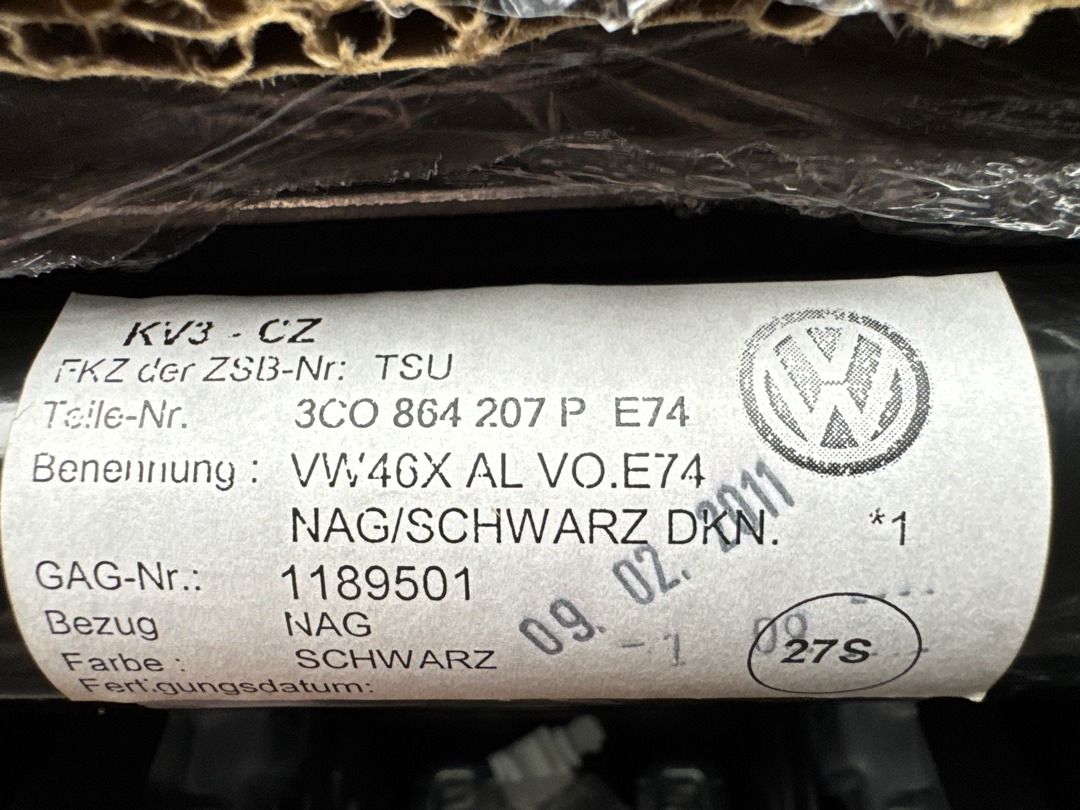 KV3 - CZ
FKZ der ZSB-Nr: TSU
Teile-Nr. 3CO 864 207 P E74
Benennung : VW46X AL VO.E74
NAG/SCHWARZ DKN. *1
GAG-Nr.: 1189501
09. 02. 2011
Bezug NAG
27S
Farbe : SCHWARZ
Fertigungsdatum: